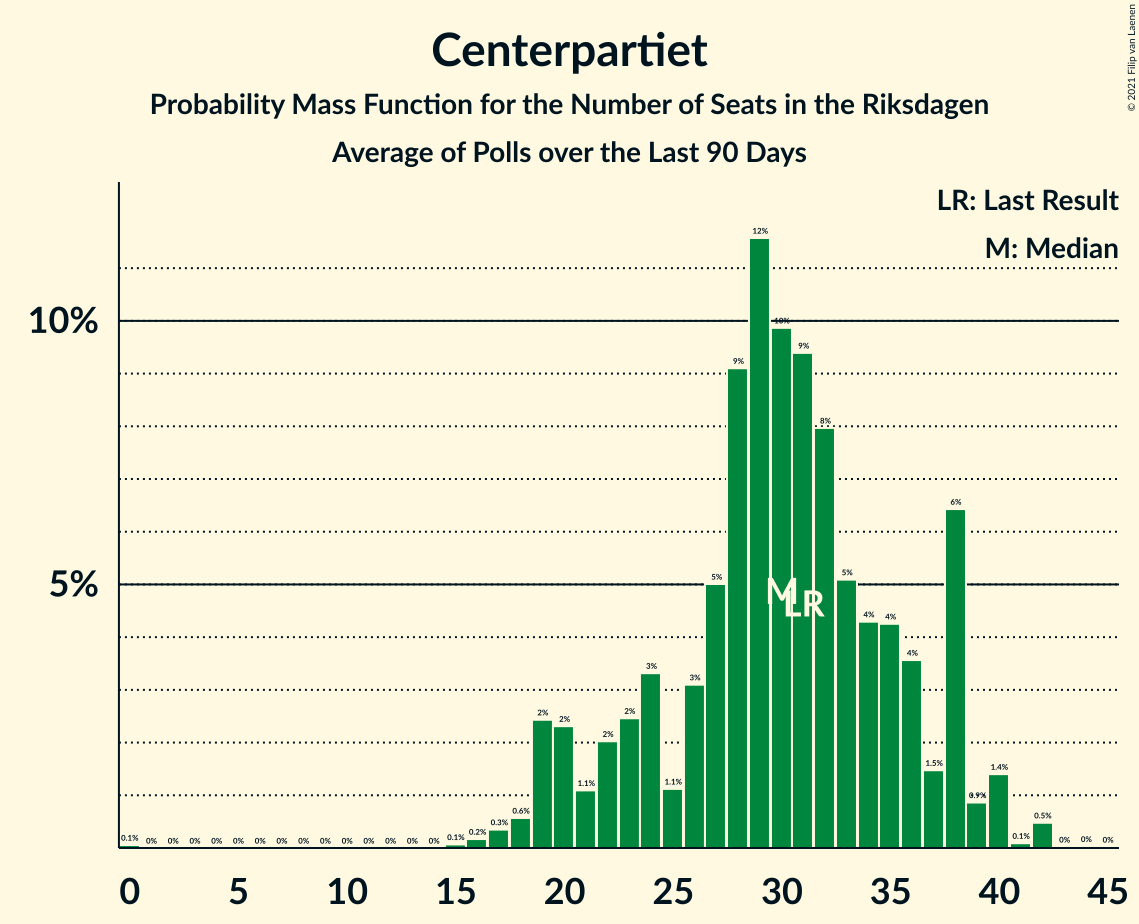 Centerpartiet
Probability Mass Function for the Number of Seats in the Riksdagen
Average of Polls over the Last 90 Days
© 2021 Filip van Laenen
LR: Last Result
M: Median
10%
5%
0.1% 0% 0% 0% 0% 0% 0% 0% 0% 0% 0% 0% 0% 0% 0% 0.1% 0.2% 0.3% 0.6% 2% 2% 1.1% 2% 2% 3% 1.1% 3% 5% 9% 12% 10% 9% 8% 5% 4% 4% 4% 1.5% 6% 0.9% 1.4% 0.1% 0.5% 0% 0% 0%
M
LR
0 5 10 15 20 25 30 35 40 45